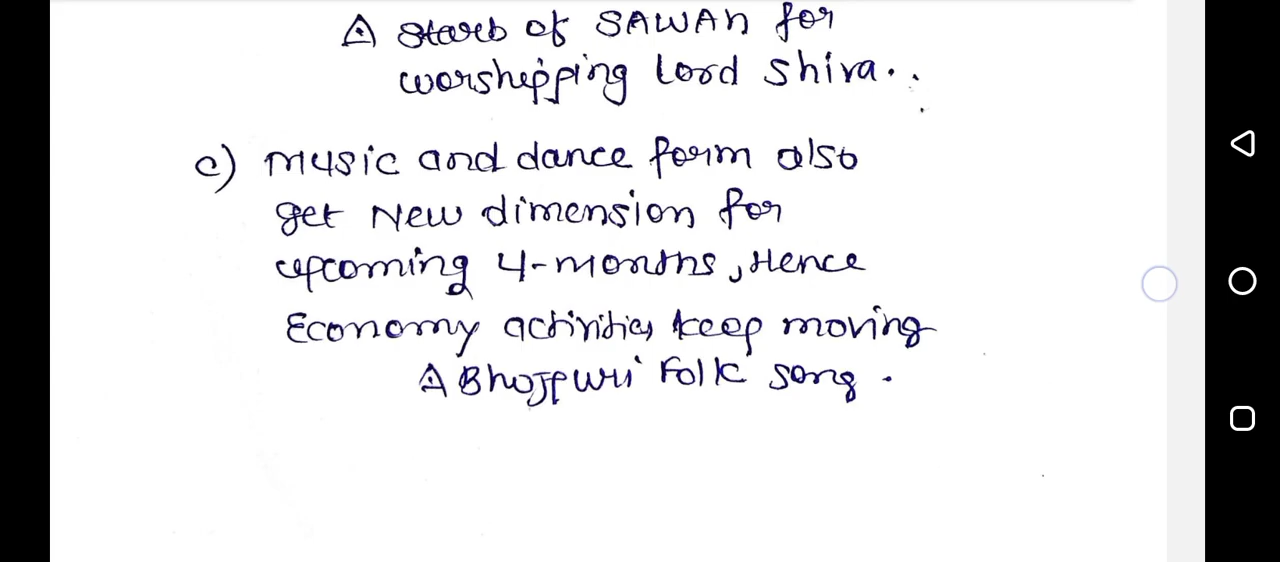 ⚠ Starts of SAWAN for
worshipping Lord Shiva..
c) Music and dance form also
get New dimension for
upcoming 4-months, Hence
Economy activities keep moving
⚠ Bhojpuri Folk song.